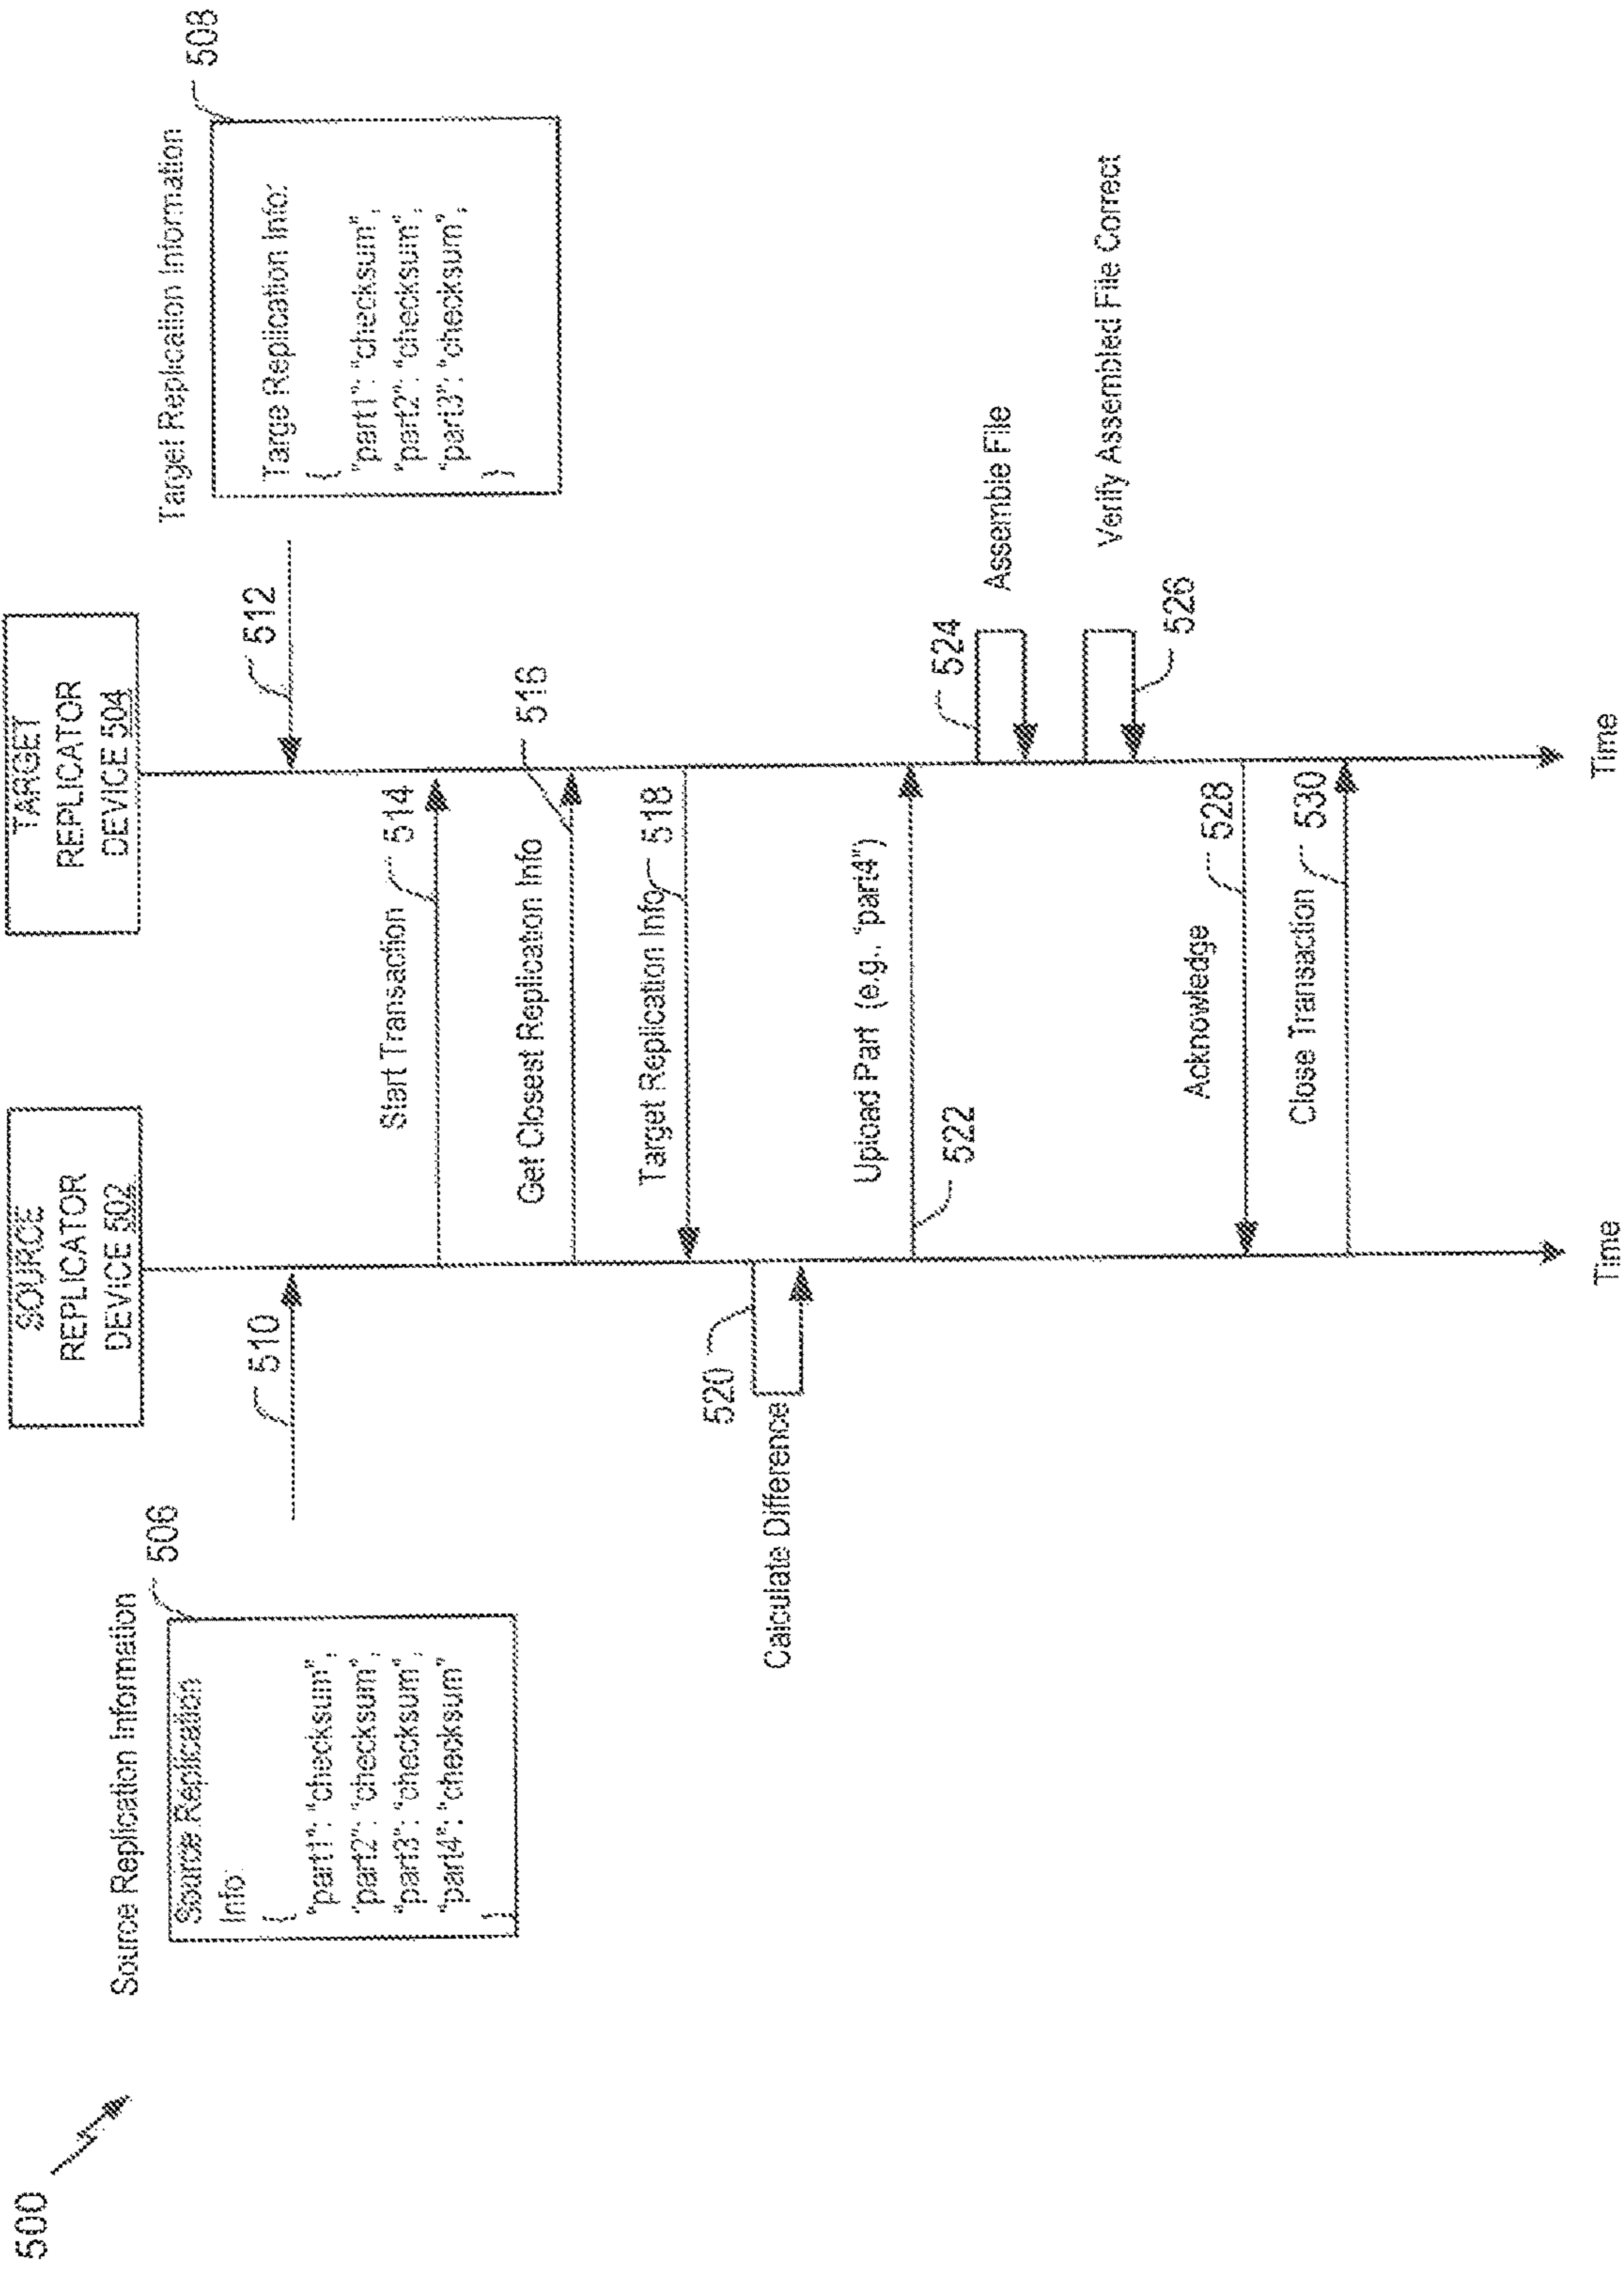 500
SOURCE
REPLICATOR
DEVICE 502
TARGET
REPLICATOR
DEVICE 504
Source Replication Information
506
Source Replication
Info:
{
"part1": "checksum",
"part2": "checksum",
"part3": "checksum",
"part4": "checksum"
}
Target Replication Information
508
Targe Replication Info:
{
"part1": "checksum",
"part2": "checksum",
"part3": "checksum",
}
510
512
Start Transaction
514
Get Closest Replication Info
516
Target Replication Info
518
520
Calculate Difference
Upload Part (e.g., "part4")
522
524
Assemble File
Verify Assembled File Correct
526
Acknowledge
528
Close Transaction
530
Time
Time